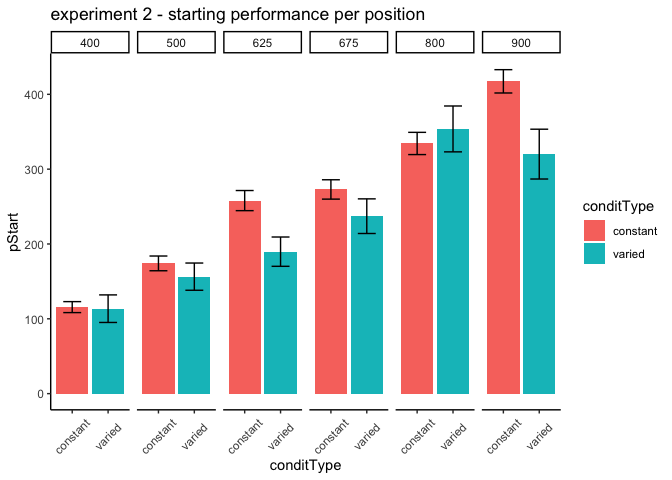 experiment 2 - starting performance per position
400 500 625 675 800 900
400
300
200
100
0
pStart
constant varied constant varied constant varied constant varied constant varied constant varied
conditType
conditType
constant
varied